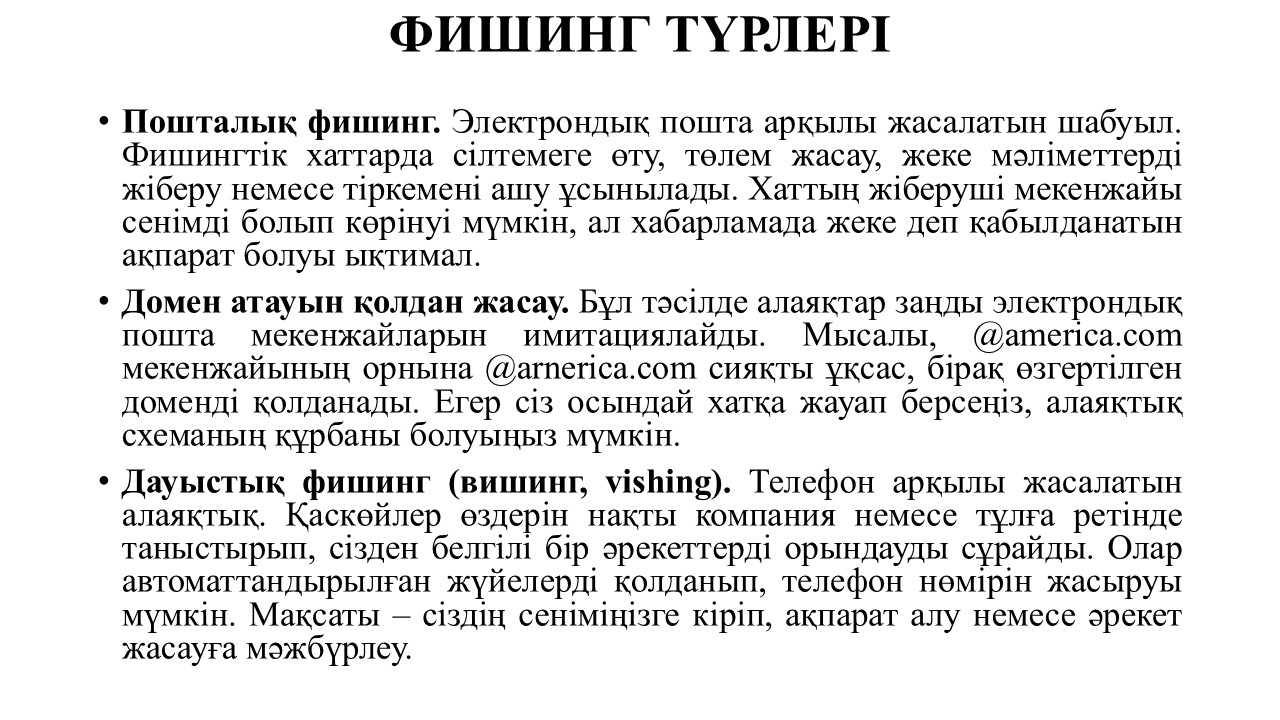 ФИШИНГ ТҮРЛЕРІ
• Пошталық фишинг. Электрондық пошта арқылы жасалатын шабуыл.
Фишингтік хаттарда сілтемеге өту, төлем жасау, жеке мәліметтерді
жіберу немесе тіркемені ашу ұсынылады. Хаттың жіберуші мекенжайы
сенімді болып көрінуі мүмкін, ал хабарламада жеке деп қабылданатын
ақпарат болуы ықтимал.
• Домен атауын қолдан жасау. Бұл тәсілде алаяқтар заңды электрондық
пошта мекенжайларын имитациялайды. Мысалы, @america.com
мекенжайының орнына @arnerica.com сияқты ұқсас, бірақ өзгертілген
доменді қолданады. Егер сіз осындай хатқа жауап берсеңіз, алаяқтық
схеманың құрбаны болуыңыз мүмкін.
• Дауыстық фишинг (вишинг, vishing). Телефон арқылы жасалатын
алаяқтық. Қаскөйлер өздерін нақты компания немесе тұлға ретінде
таныстырып, сізден белгілі бір әрекеттерді орындауды сұрайды. Олар
автоматтандырылған жүйелерді қолданып, телефон нөмірін жасыруы
мүмкін. Мақсаты – сіздің сеніміңізге кіріп, ақпарат алу немесе әрекет
жасауға мәжбүрлеу.